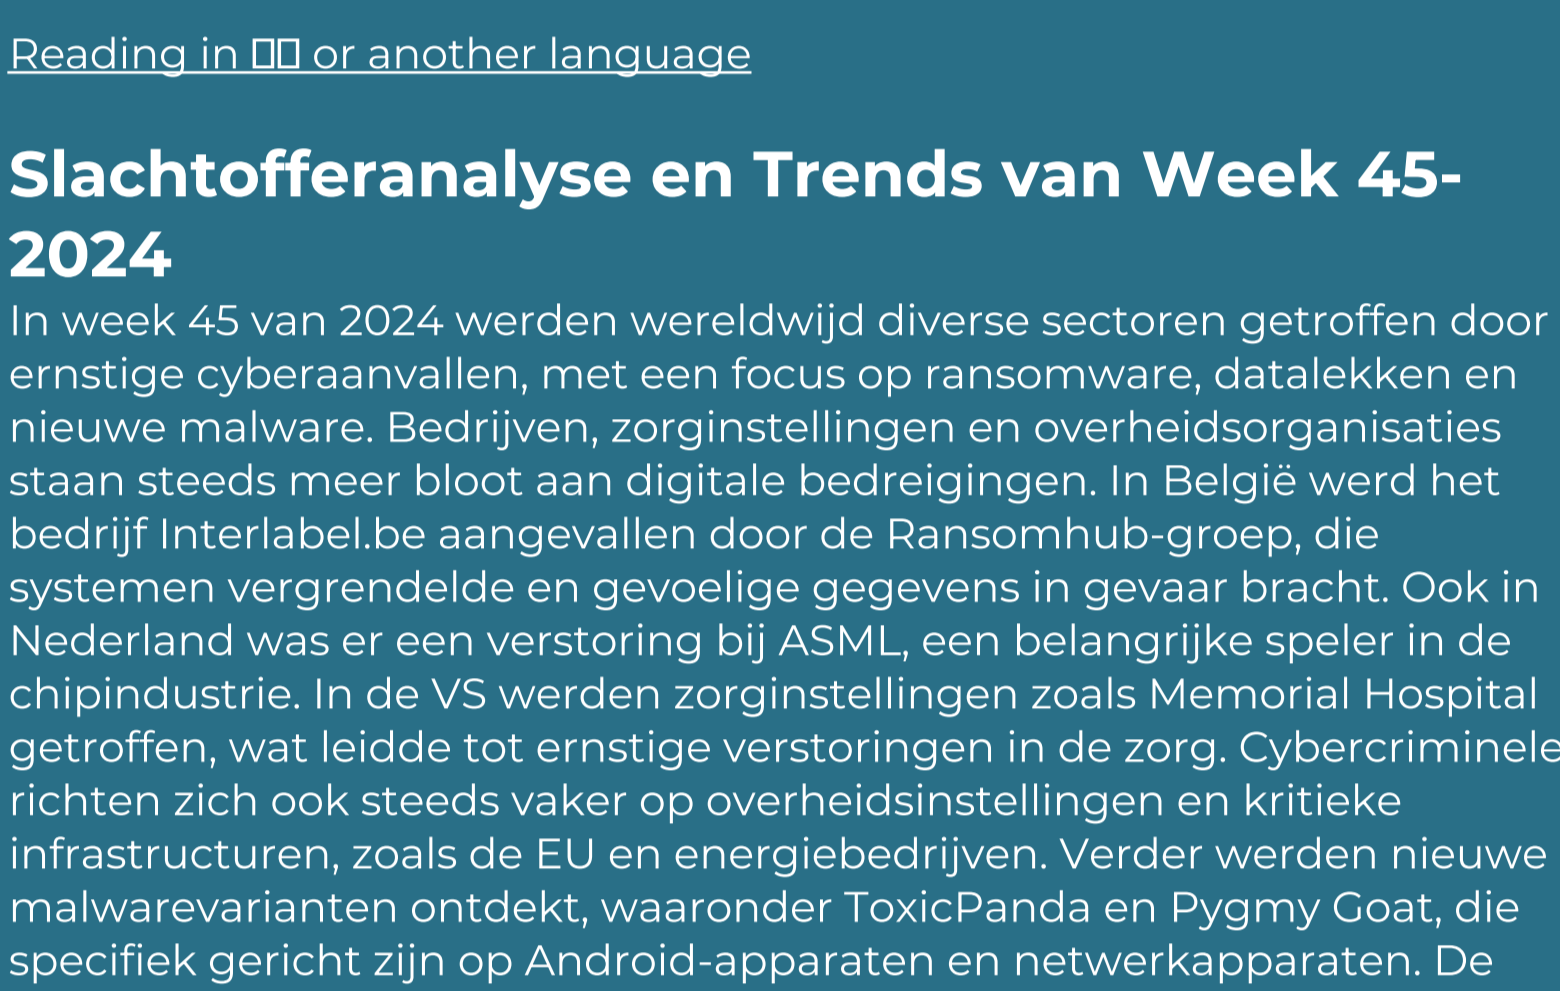 Reading in or another language
Slachtofferanalyse en Trends van Week 45-
2024
In week 45 van 2024 werden wereldwijd diverse sectoren getroffen door
ernstige cyberaanvallen, met een focus op ransomware, datalekken en
nieuwe malware. Bedrijven, zorginstellingen en overheidsorganisaties
staan steeds meer bloot aan digitale bedreigingen. In België werd het
bedrijf Interlabel.be aangevallen door de Ransomhub-groep, die
systemen vergrendelde en gevoelige gegevens in gevaar bracht. Ook in
Nederland was er een verstoring bij ASML, een belangrijke speler in de
chipindustrie. In de VS werden zorginstellingen zoals Memorial Hospital
getroffen, wat leidde tot ernstige verstoringen in de zorg. Cybercriminele
richten zich ook steeds vaker op overheidsinstellingen en kritieke
infrastructuren, zoals de EU en energiebedrijven. Verder werden nieuwe
malwarevarianten ontdekt, waaronder ToxicPanda en Pygmy Goat, die
specifiek gericht zijn op Android-apparaten en netwerkapparaten. De